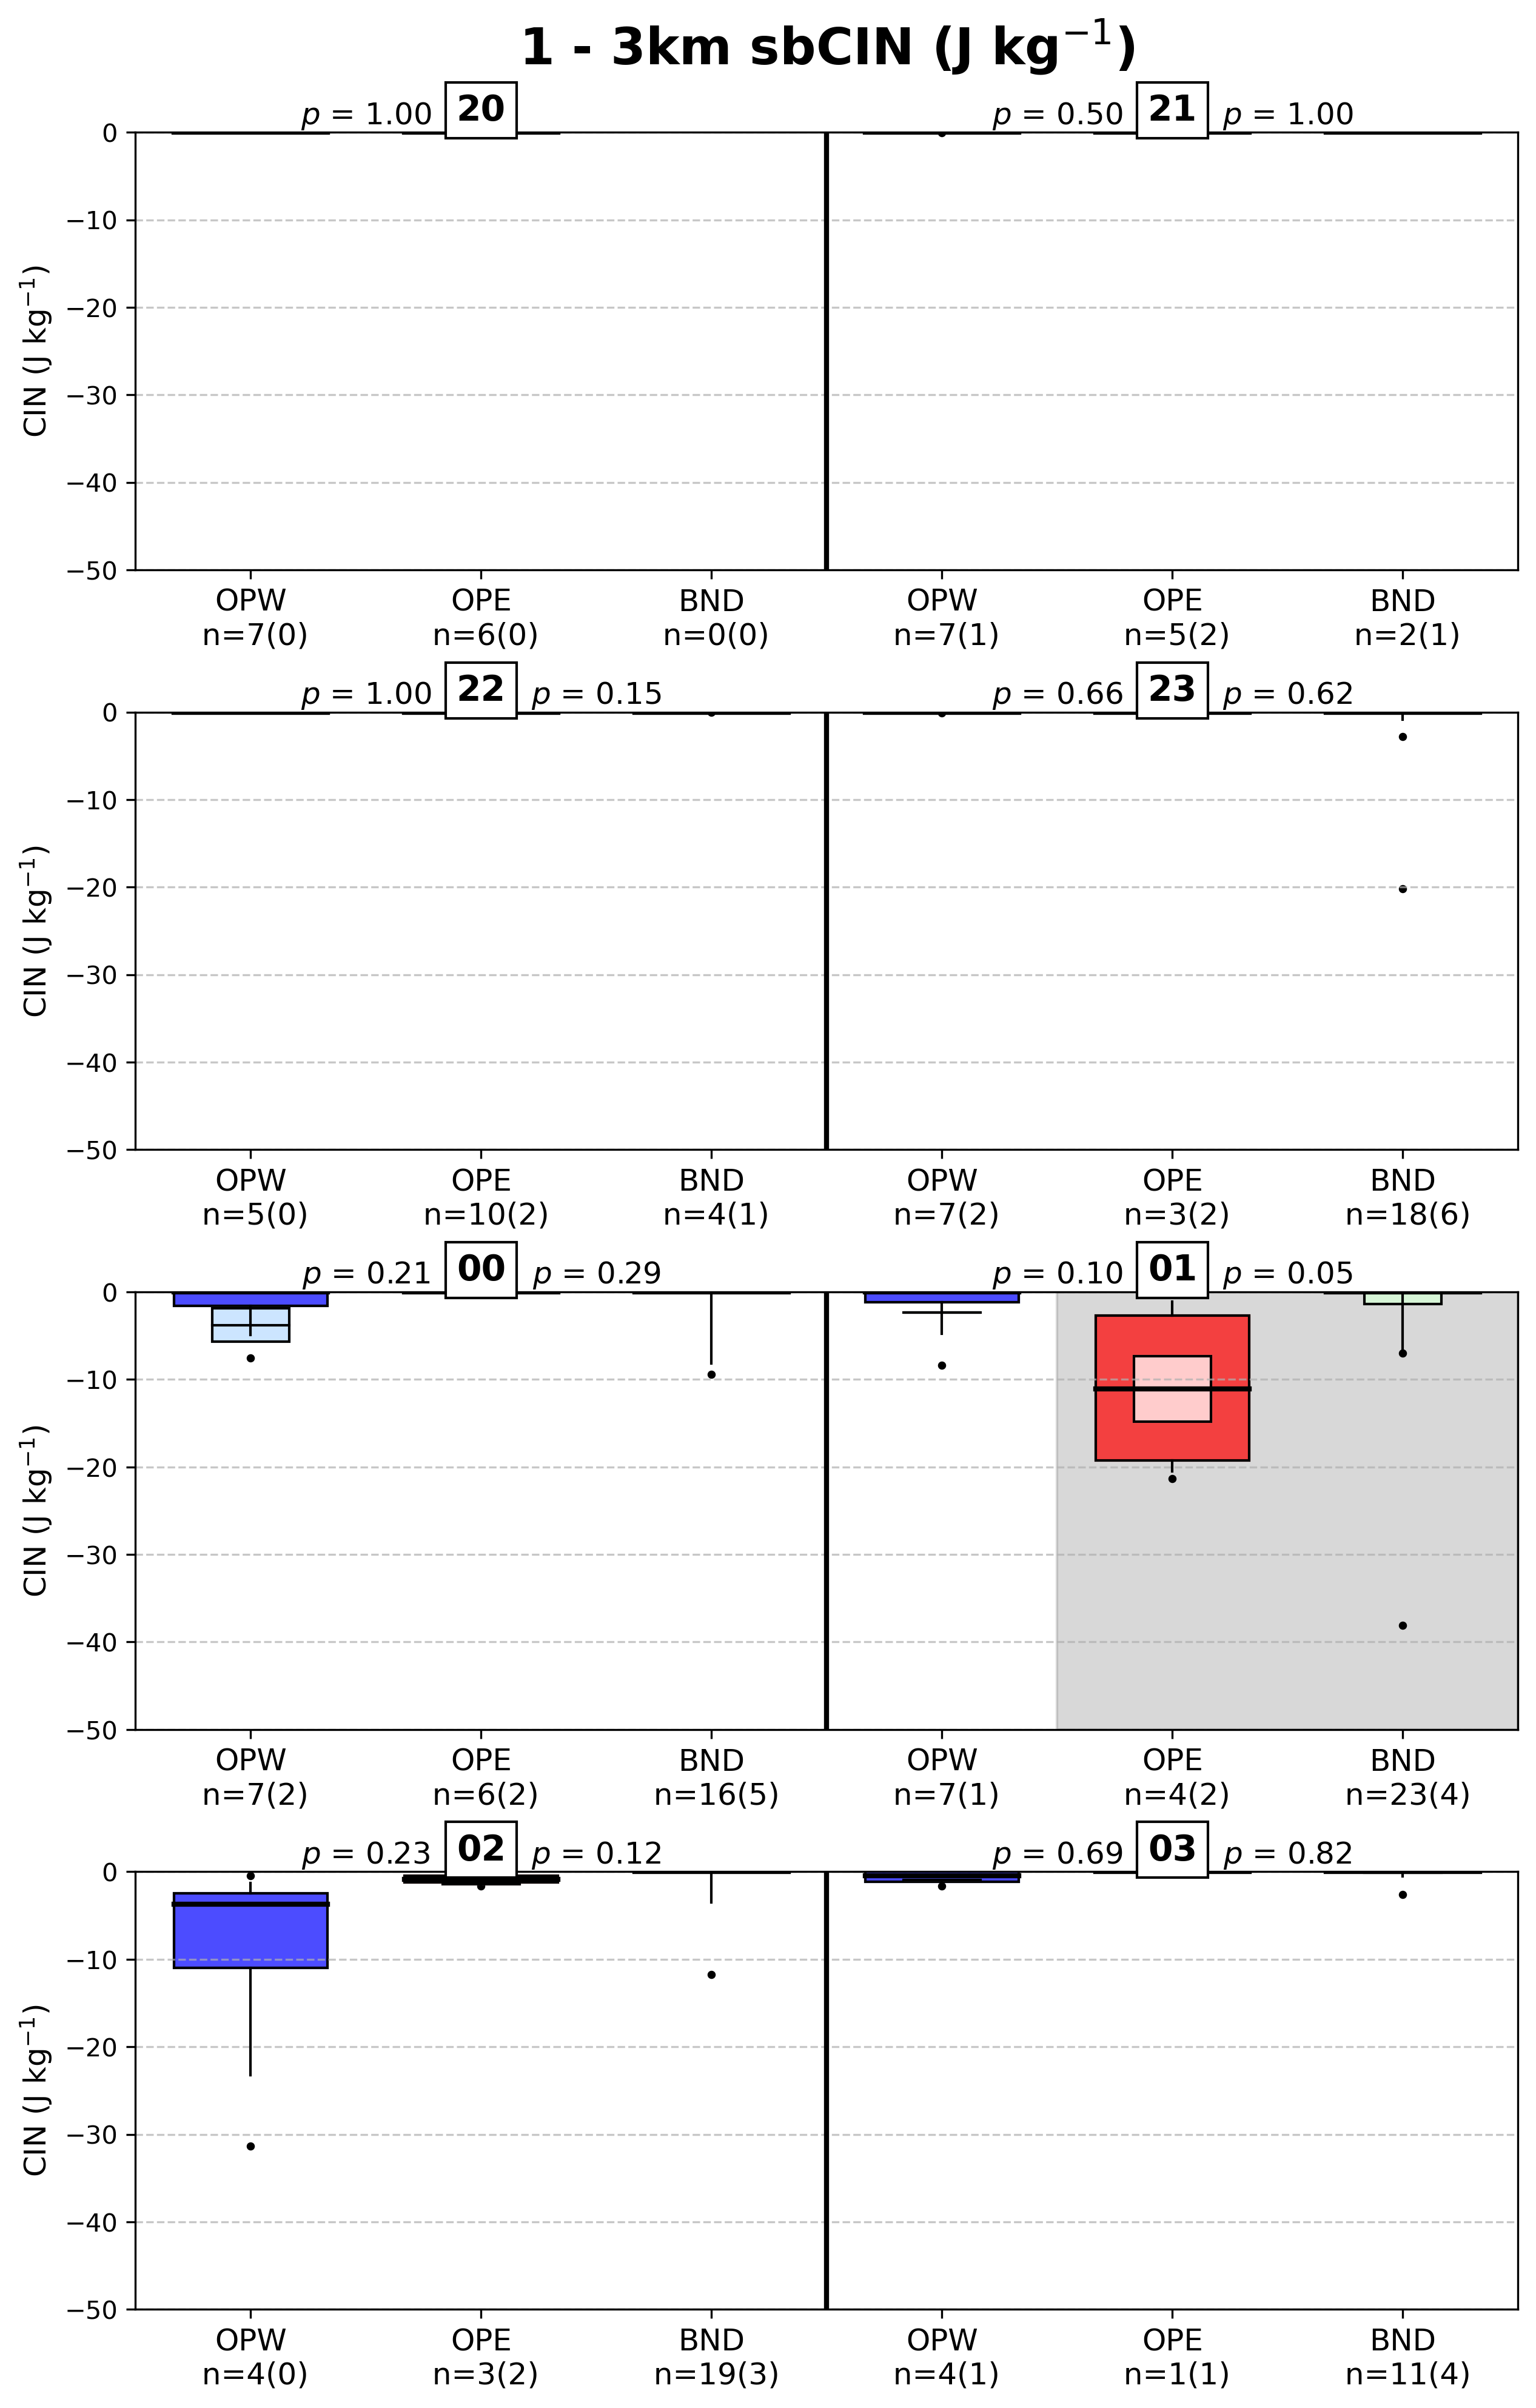 1 - 3km sbCIN (J kg⁻¹)
p = 1.00 20
p = 0.50 21 p = 1.00
CIN (J kg⁻¹)
0
−10
−20
−30
−40
−50
OPW OPE BND OPW OPE BND
n=7(0) n=6(0) n=0(0) n=7(1) n=5(2) n=2(1)
p = 1.00 22 p = 0.15
p = 0.66 23 p = 0.62
CIN (J kg⁻¹)
0
−10
−20
−30
−40
−50
OPW OPE BND OPW OPE BND
n=5(0) n=10(2) n=4(1) n=7(2) n=3(2) n=18(6)
p = 0.21 00 p = 0.29
p = 0.10 01 p = 0.05
CIN (J kg⁻¹)
0
−10
−20
−30
−40
−50
OPW OPE BND OPW OPE BND
n=7(2) n=6(2) n=16(5) n=7(1) n=4(2) n=23(4)
p = 0.23 02 p = 0.12
p = 0.69 03 p = 0.82
CIN (J kg⁻¹)
0
−10
−20
−30
−40
−50
OPW OPE BND OPW OPE BND
n=4(0) n=3(2) n=19(3) n=4(1) n=1(1) n=11(4)